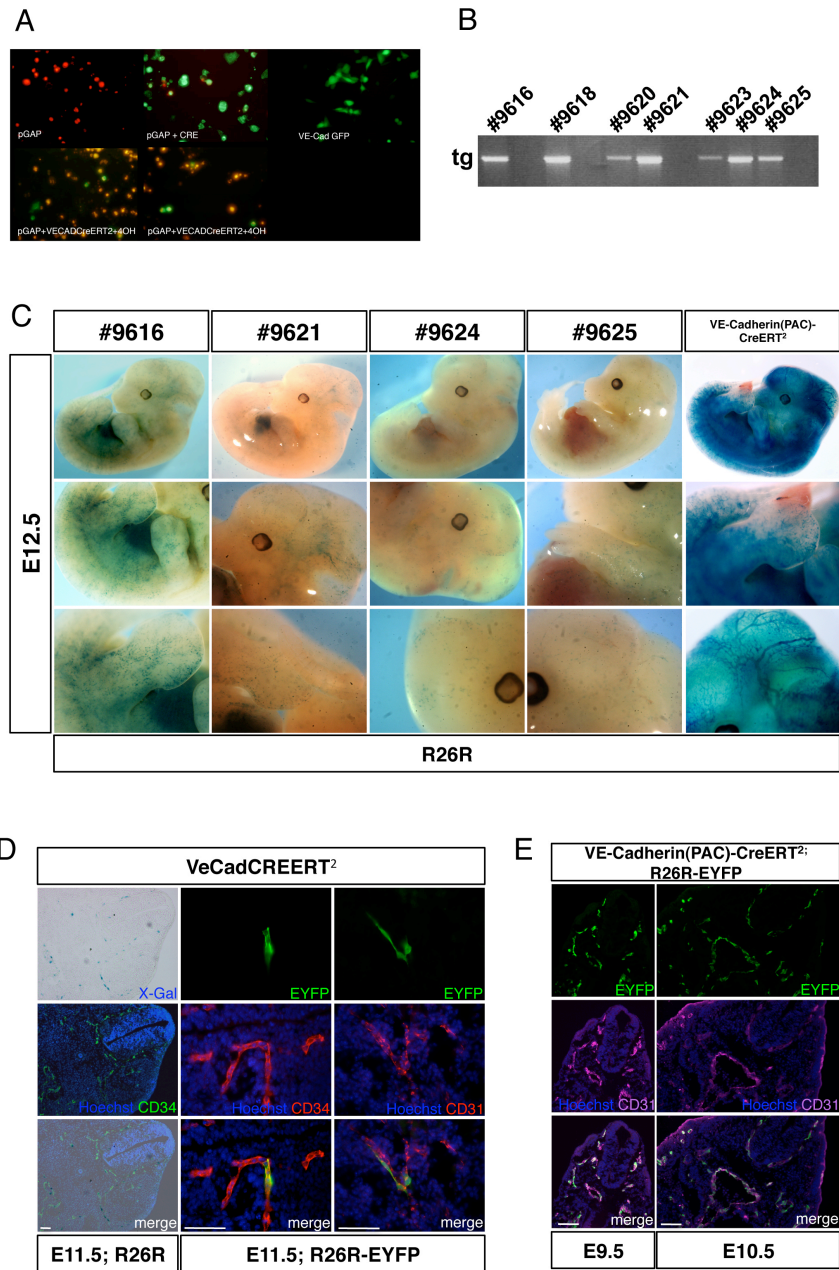 A
pGAP
pGAP + CRE
VE-Cad GFP
pGAP+VECADCreERT2+4OH
pGAP+VECADCreERT2+4OH
B
#9616
#9618
#9620
#9621
#9623
#9624
#9625
tg
C
#9616
#9621
#9624
#9625
VE-Cadherin(PAC)-
CreERT²
E12.5
R26R
D
VeCadCREERT²
X-Gal
EYFP
EYFP
Hoechst CD34
Hoechst CD34
Hoechst CD31
merge
merge
merge
E11.5; R26R
E11.5; R26R-EYFP
E
VE-Cadherin(PAC)-CreERT²;
R26R-EYFP
EYFP
EYFP
Hoechst CD31
Hoechst CD31
merge
merge
E9.5
E10.5